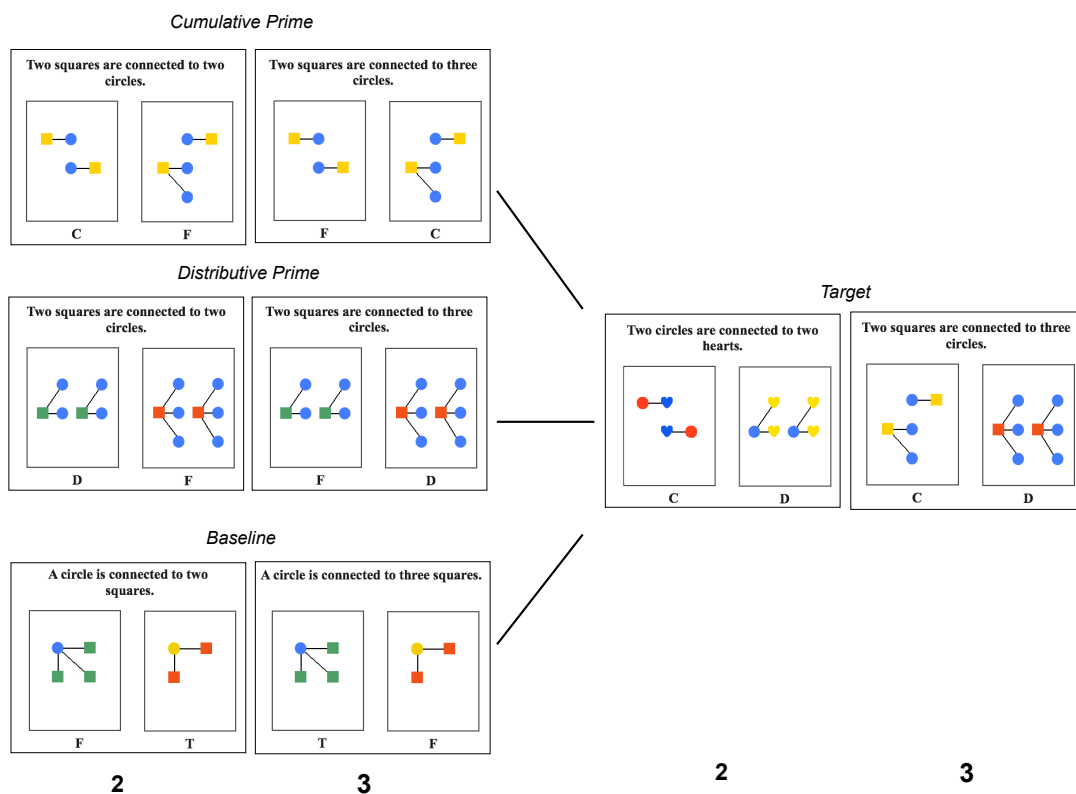 Cumulative Prime
Two squares are connected to two
circles.
C
F
Two squares are connected to three
circles.
F
C
Distributive Prime
Two squares are connected to two
circles.
D
F
Two squares are connected to three
circles.
F
D
Baseline
A circle is connected to two
squares.
F
T
A circle is connected to three squares.
T
F
2
3
Target
Two circles are connected to two
hearts.
C
D
Two squares are connected to three
circles.
C
D
2
3